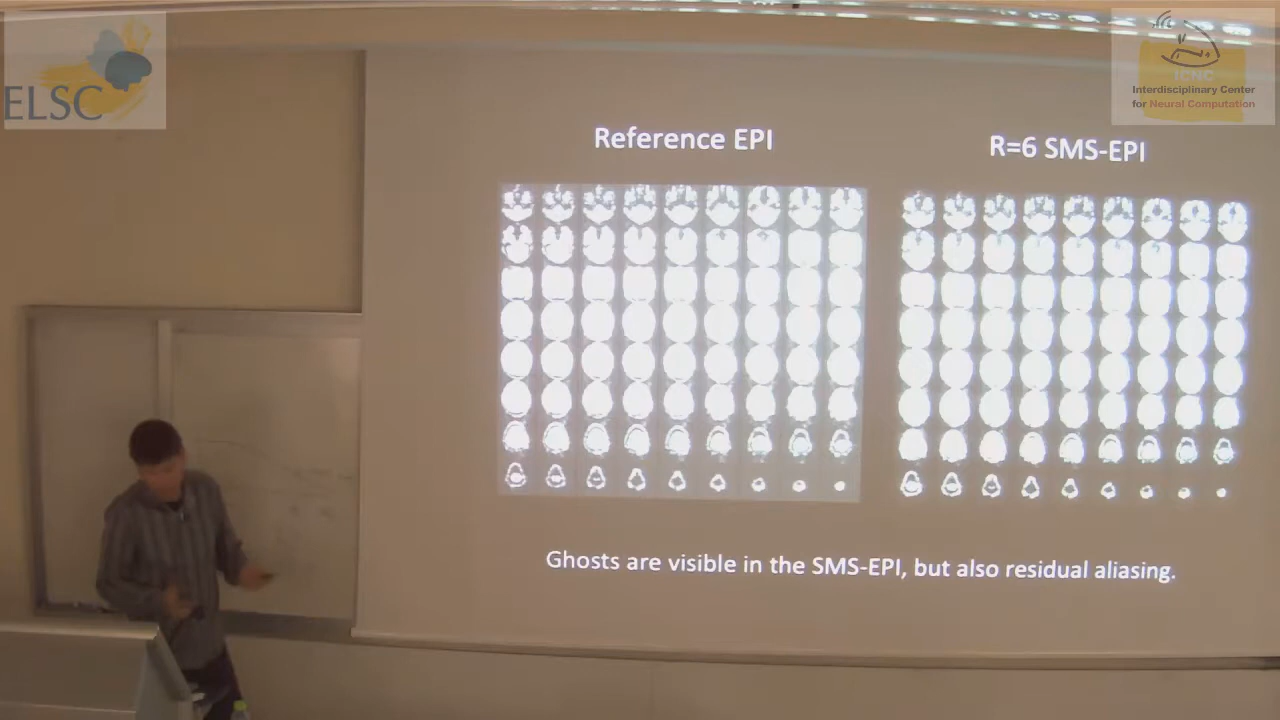 ELSC
ICNC
Interdisciplinary Center
for Neural Computation
Reference EPI
R=6 SMS-EPI
Ghosts are visible in the SMS-EPI, but also residual aliasing.